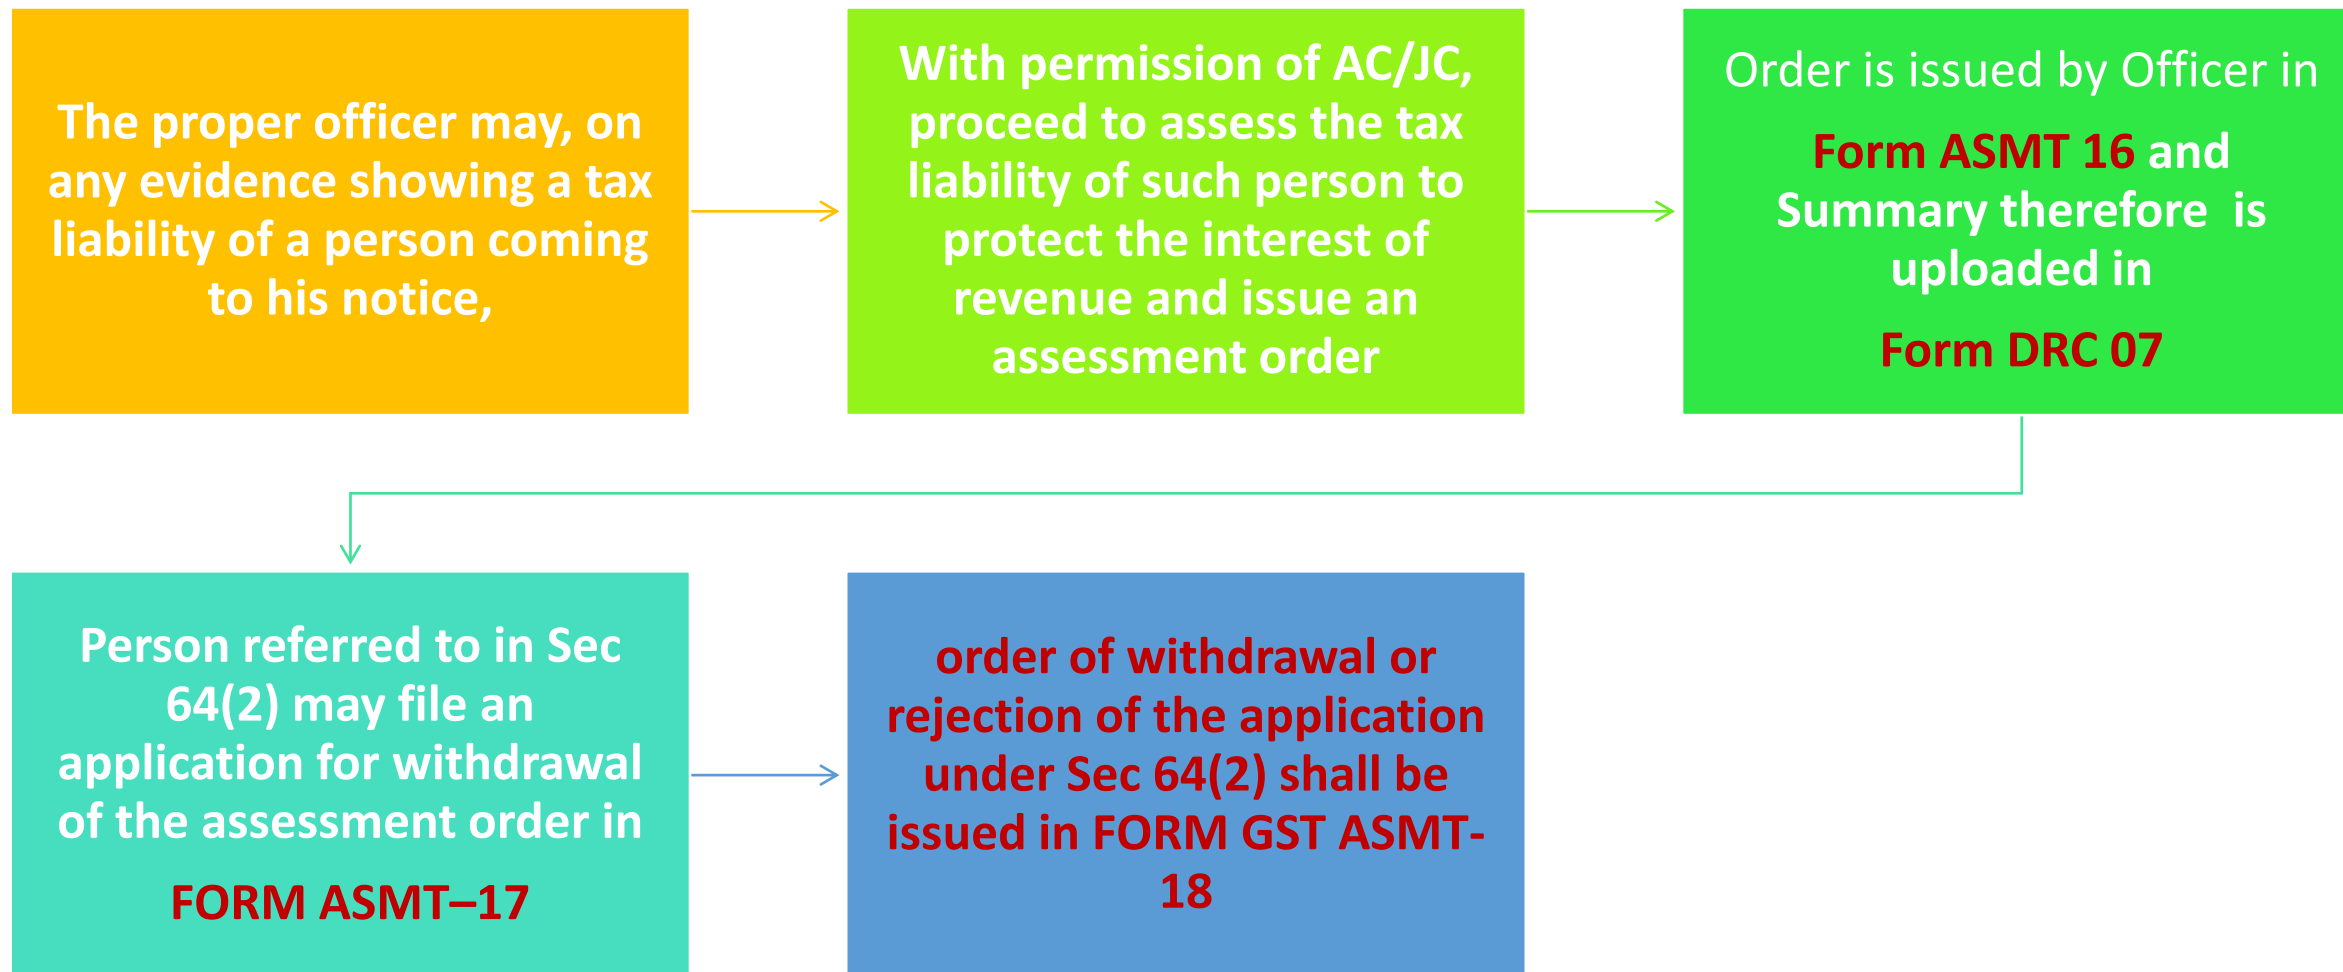 The proper officer may, on
any evidence showing a tax
liability of a person coming
to his notice,
With permission of AC/JC,
proceed to assess the tax
liability of such person to
protect the interest of
revenue and issue an
assessment order
Order is issued by Officer in
Form ASMT 16 and
Summary therefore  is
uploaded in
Form DRC 07
Person referred to in Sec
64(2) may file an
application for withdrawal
of the assessment order in
FORM ASMT–17
order of withdrawal or
rejection of the application
under Sec 64(2) shall be
issued in FORM GST ASMT-
18